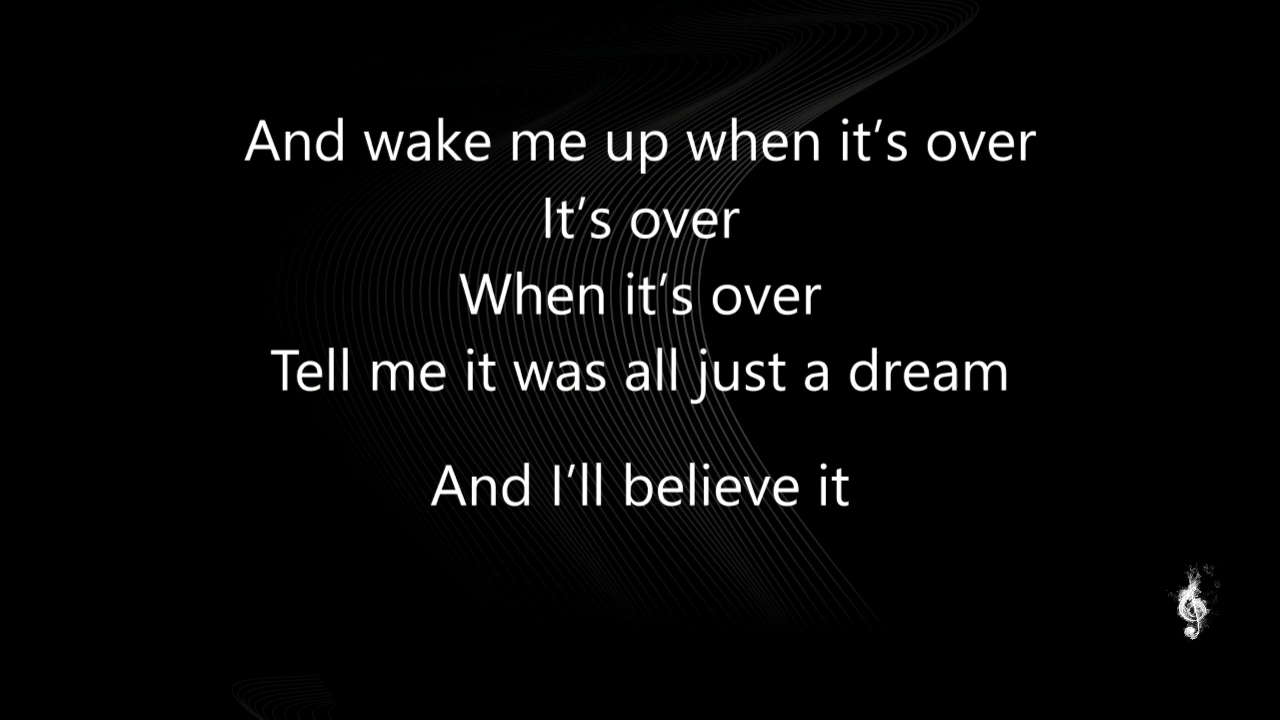 And wake me up when it’s over
It’s over
When it’s over
Tell me it was all just a dream
And I’ll believe it